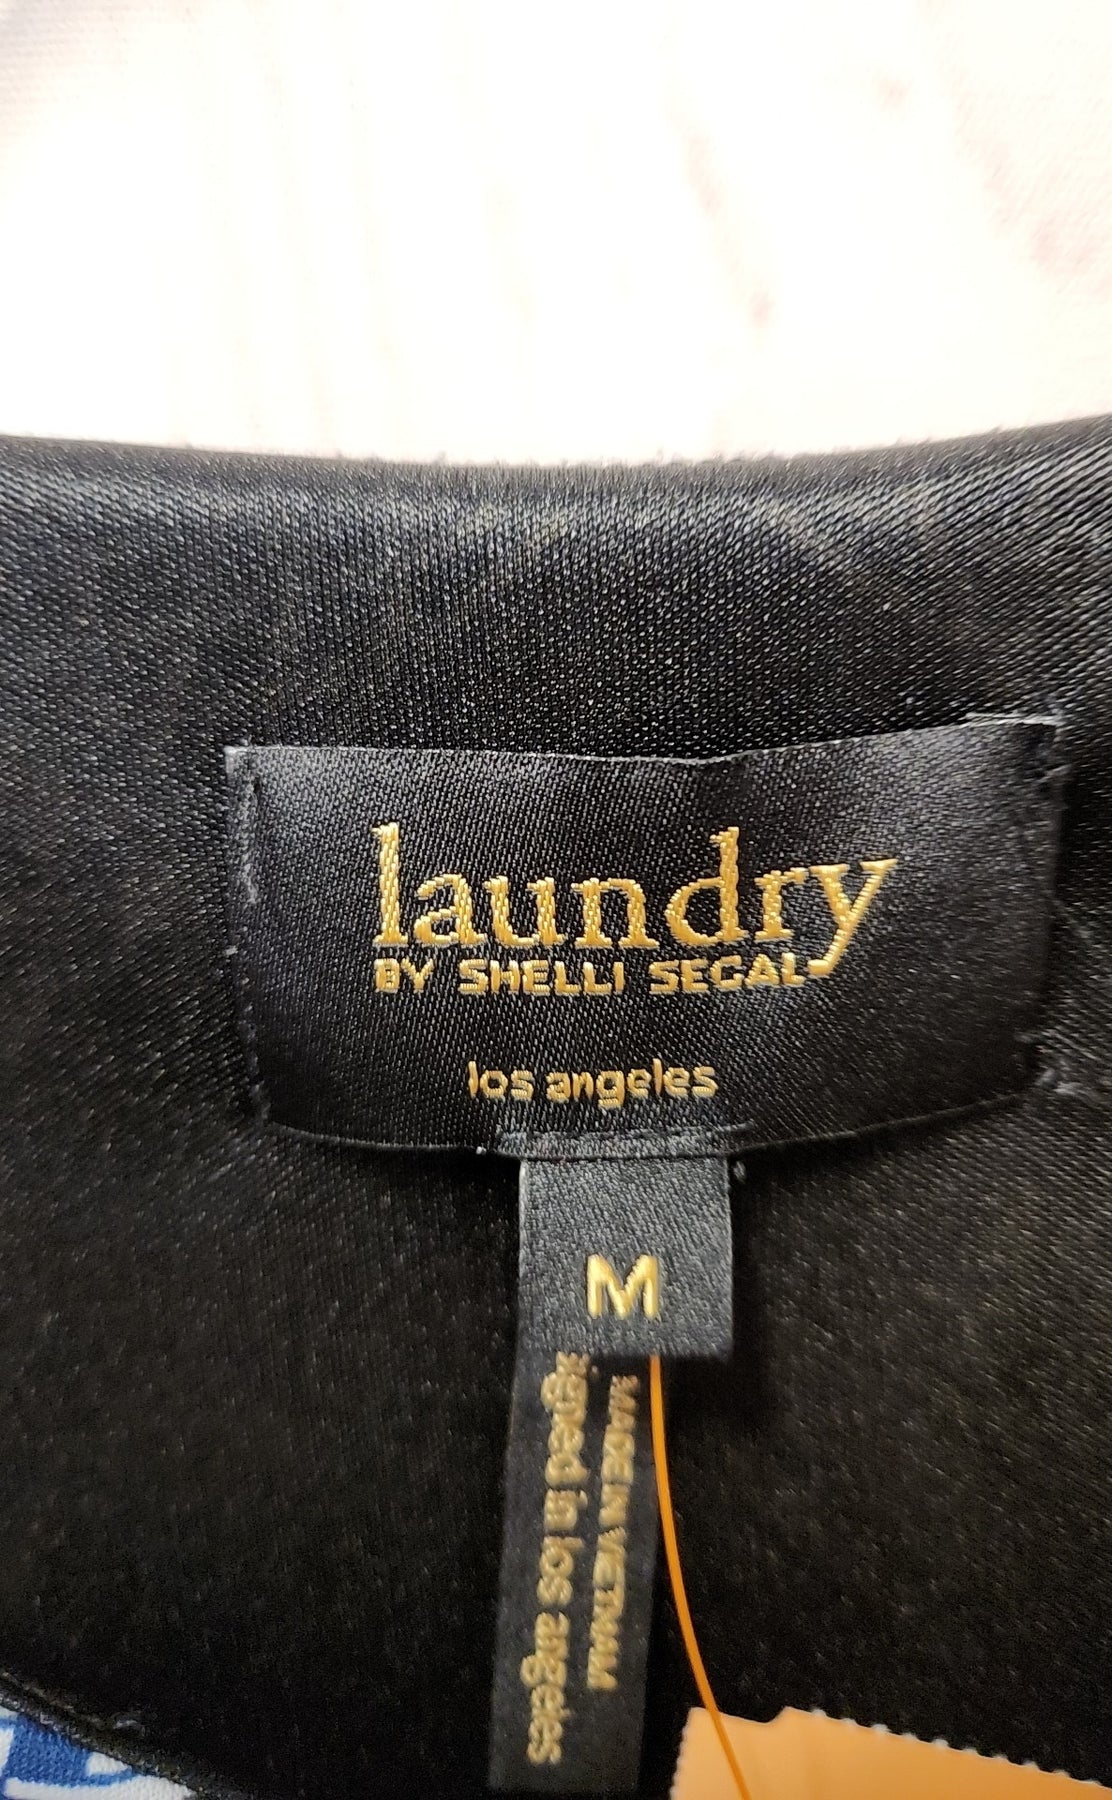 laundry
BY SHELLI SEGAL
los angeles
M
MADE IN VIETNAM
igned in los angeles